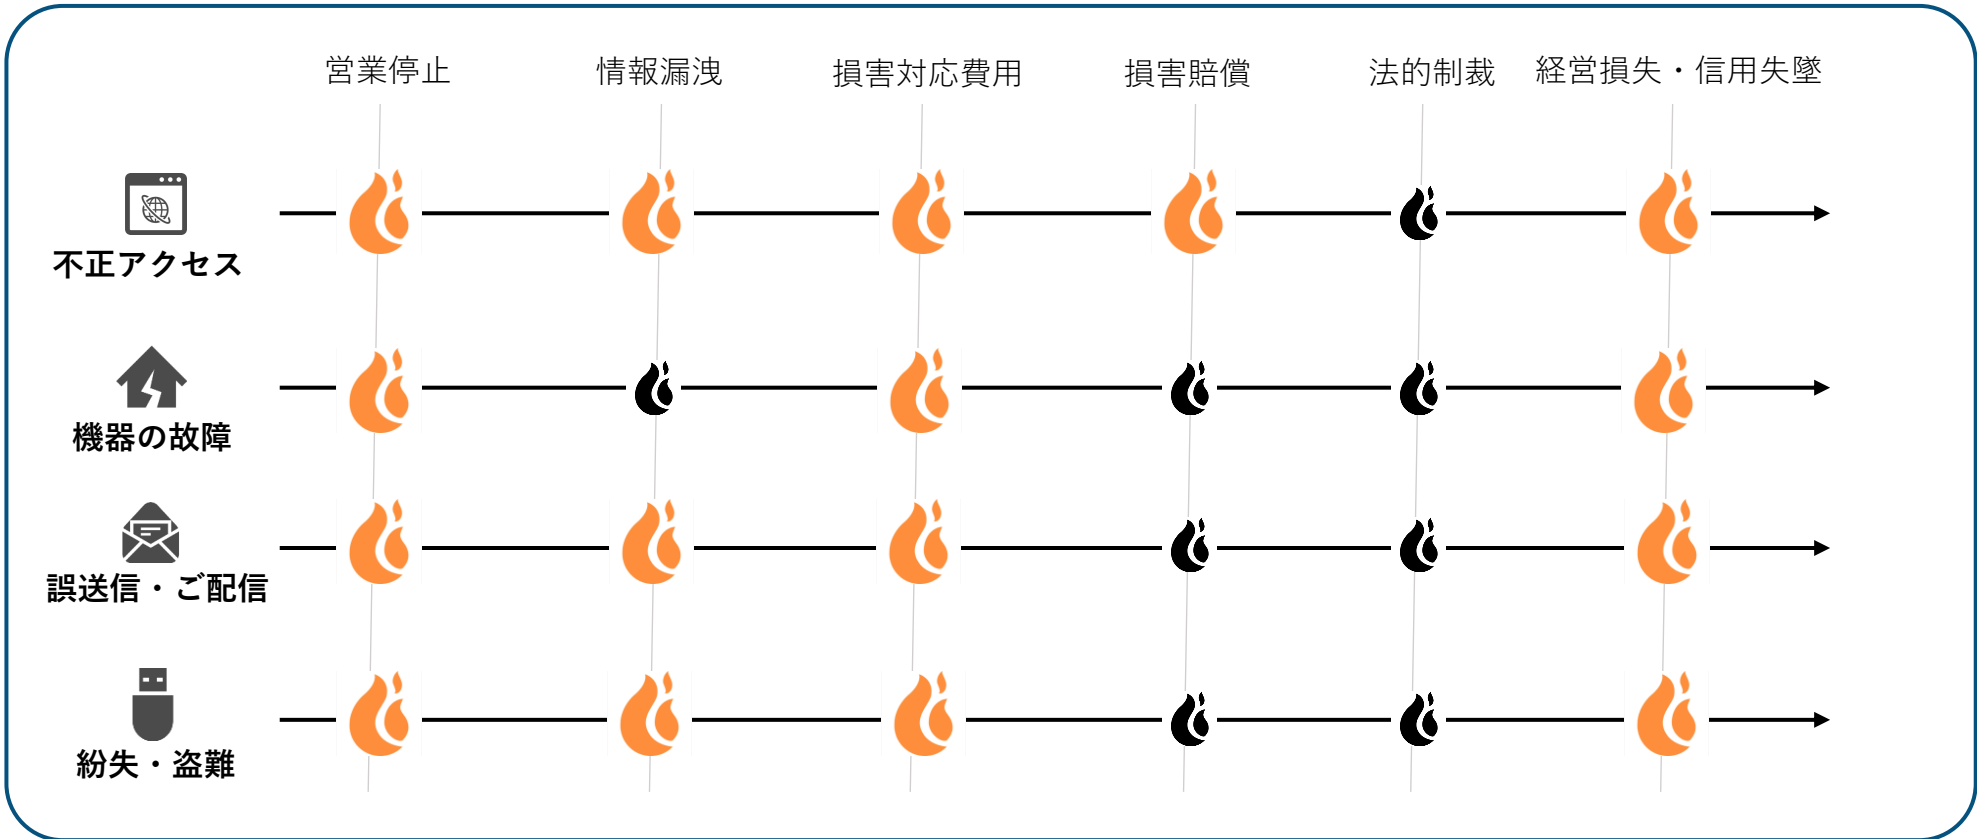 営業停止
情報漏洩
損害対応費用
損害賠償
法的制裁
経営損失・信用失墜
不正アクセス
機器の故障
誤送信・ご配信
紛失・盗難